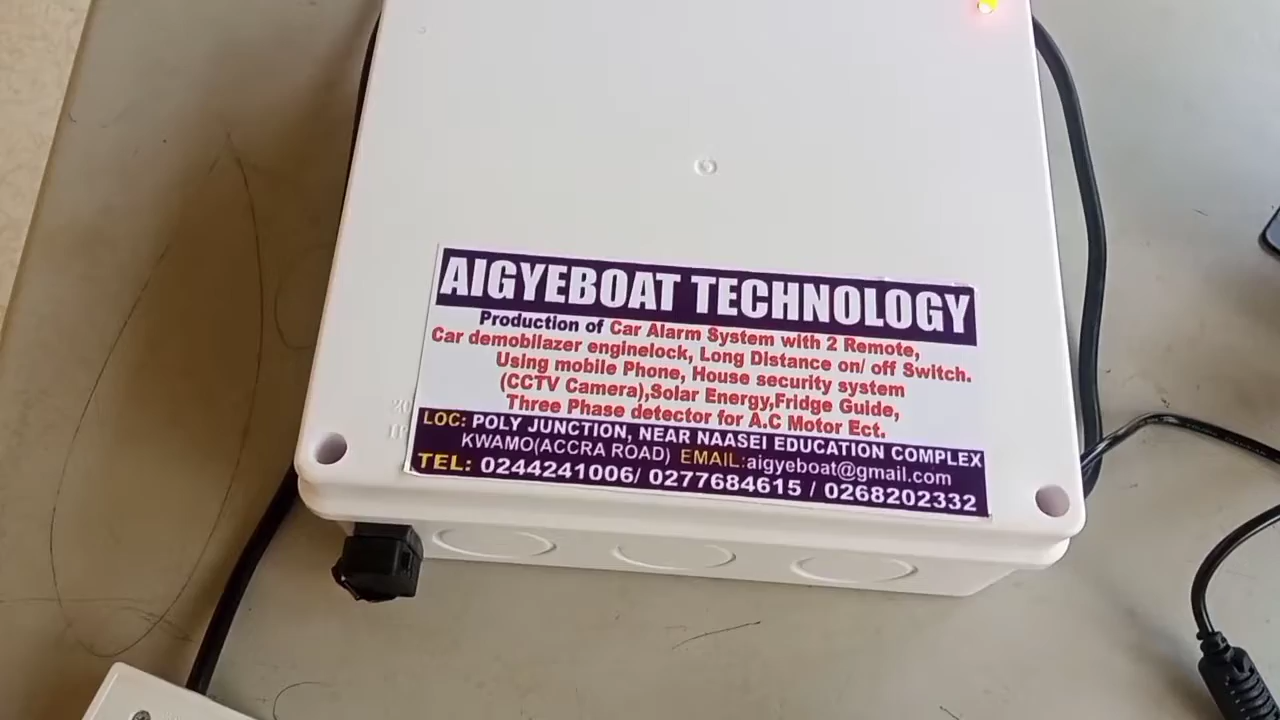 AIGYEBOAT TECHNOLOGY
Production of Car Alarm System with 2 Remote,
Car demobilazer enginelock, Long Distance on/ off Switch.
Using mobile Phone, House security system
(CCTV Camera),Solar Energy,Fridge Guide,
Three Phase detector for A.C Motor Ect.
LOC: POLY JUNCTION, NEAR NAASEI EDUCATION COMPLEX
KWAMO(ACCRA ROAD) EMAIL:aigyeboat@gmail.com
TEL: 0244241006/ 0277684615 / 0268202332